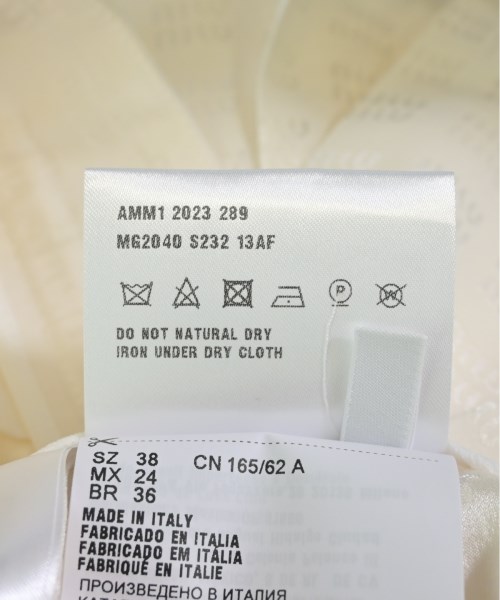 AMM1 2023 289
MG2040 S232 13AF
P
W
DO NOT NATURAL DRY
IRON UNDER DRY CLOTH
SZ 38 CN 165/62 A
MX 24
BR 36
MADE IN ITALY
FABRICADO EN ITALIA
FABRICADO EM ITÁLIA
FABRIQUÉ EN ITALIE
ПРОИЗВЕДЕНО В ИТАЛИЯ